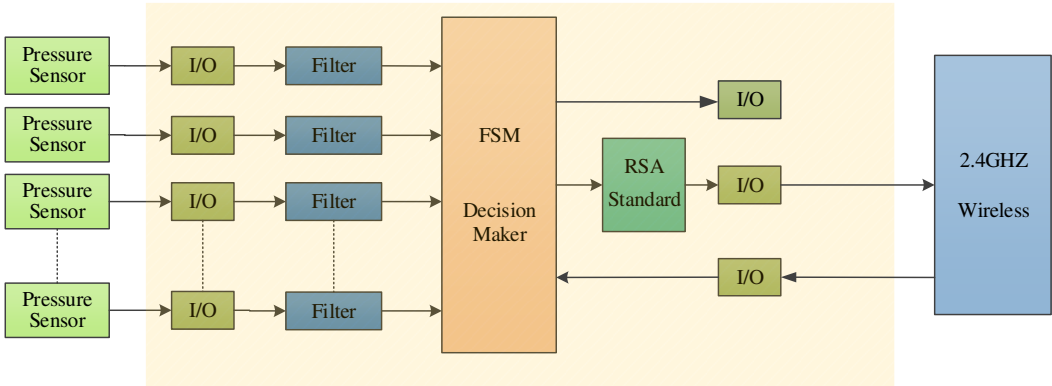 Pressure
Sensor
I/O
Filter
Pressure
Sensor
I/O
Filter
Pressure
Sensor
I/O
Filter
Pressure
Sensor
I/O
Filter
FSM
Decision
Maker
I/O
RSA
Standard
I/O
I/O
2.4GHZ
Wireless